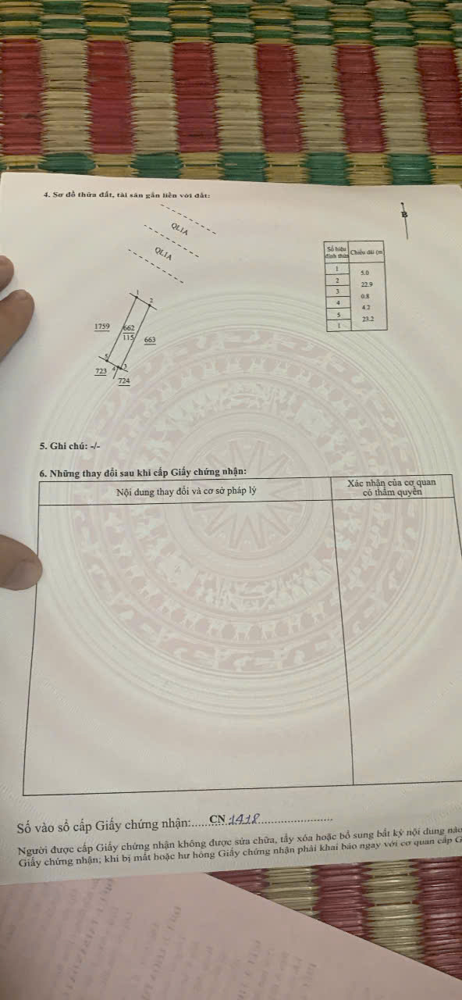 4. Sơ đồ thửa đất, tài sản gắn liền với đất:
B
QL1A
QL1A
Số hiệu đỉnh thửa
Chiều dài (m
1
5.0
2
22.9
3
0.8
4
4.2
5
23.2
1
1
2
1759
662
115
663
5
4
3
723
724
5. Ghi chú: -/-
6. Những thay đổi sau khi cấp Giấy chứng nhận:
Nội dung thay đổi và cơ sở pháp lý
Xác nhận của cơ quan
có thẩm quyền
Số vào sổ cấp Giấy chứng nhận:..... CN 1418
Người được cấp Giấy chứng nhận không được sửa chữa, tẩy xóa hoặc bổ sung bất kỳ nội dung nào
Giấy chứng nhận; khi bị mất hoặc hư hỏng Giấy chứng nhận phải khai báo ngay với cơ quan cấp G